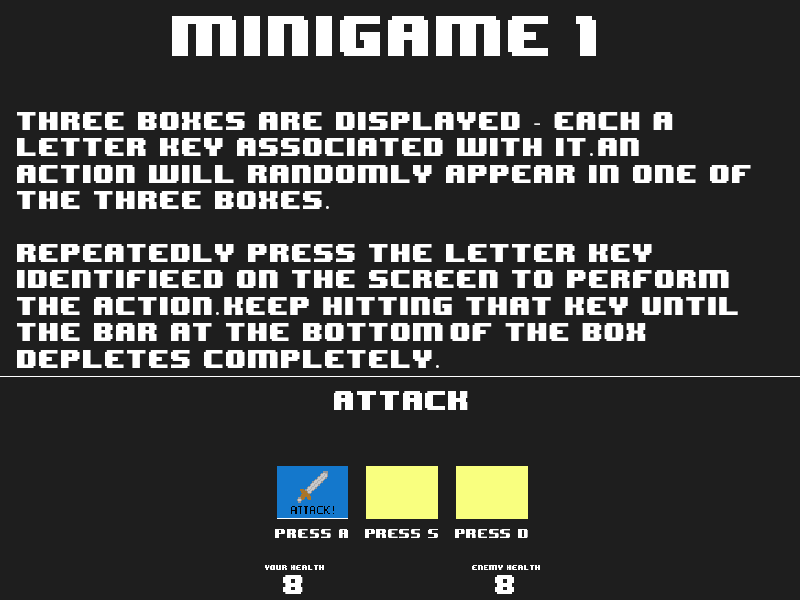 MINIGAME 1
THREE BOXES ARE DISPLAYED - EACH A
LETTER KEY ASSOCIATED WITH IT.AN
ACTION WILL RANDOMLY APPEAR IN ONE OF
THE THREE BOXES.
REPEATEDLY PRESS THE LETTER KEY
IDENTIFIEED ON THE SCREEN TO PERFORM
THE ACTION.KEEP HITTING THAT KEY UNTIL
THE BAR AT THE BOTTOM OF THE BOX
DEPLETES COMPLETELY.
ATTACK
ATTACK!
PRESS A PRESS S PRESS D
YOUR HEALTH ENEMY HEALTH
8 8